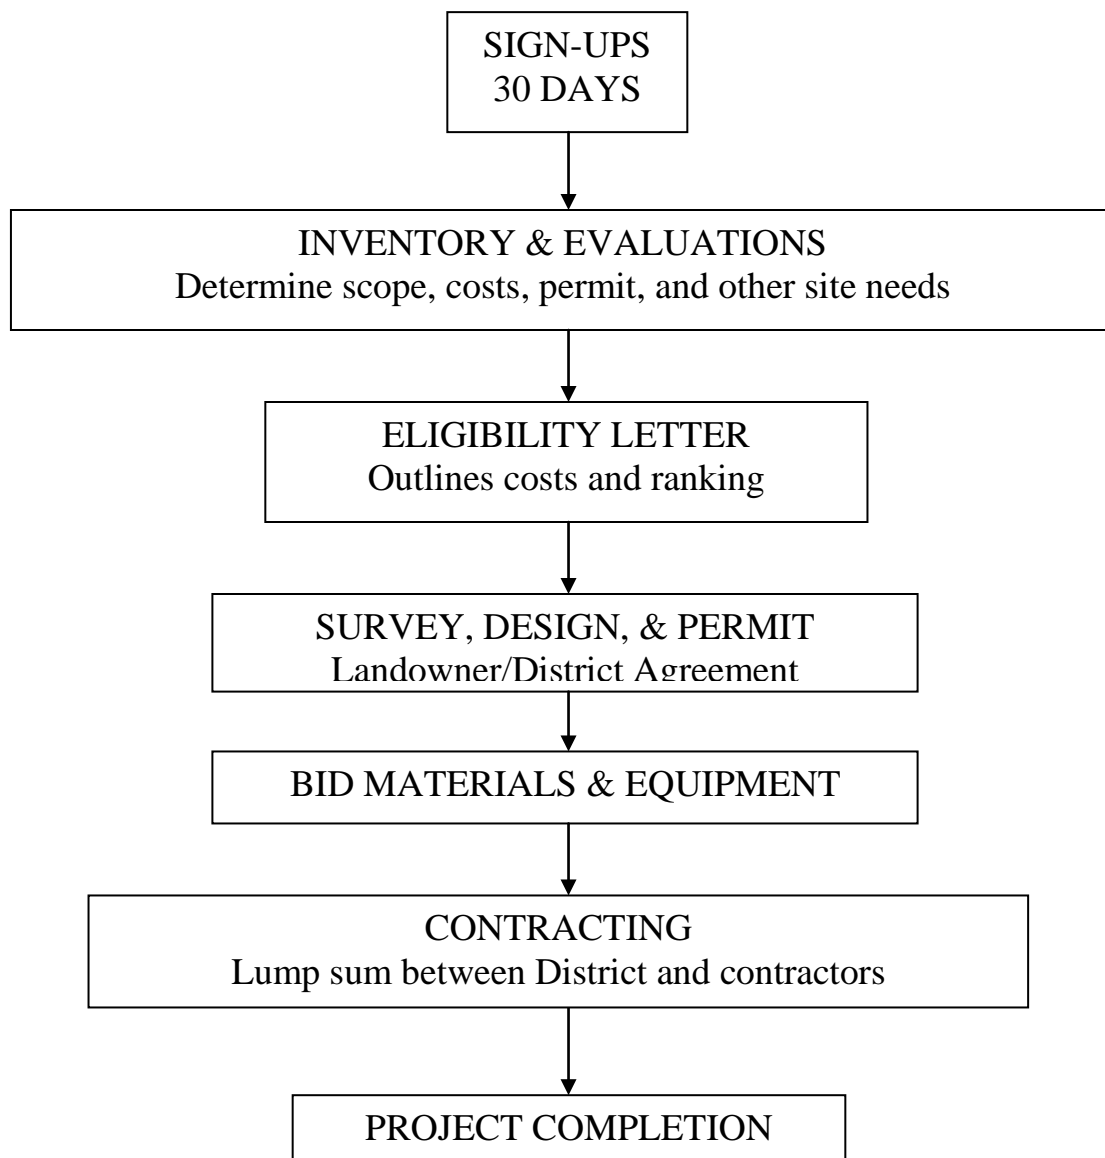 SIGN-UPS
30 DAYS
INVENTORY & EVALUATIONS
Determine scope, costs, permit, and other site needs
ELIGIBILITY LETTER
Outlines costs and ranking
SURVEY, DESIGN, & PERMIT
Landowner/District Agreement
BID MATERIALS & EQUIPMENT
CONTRACTING
Lump sum between District and contractors
PROJECT COMPLETION